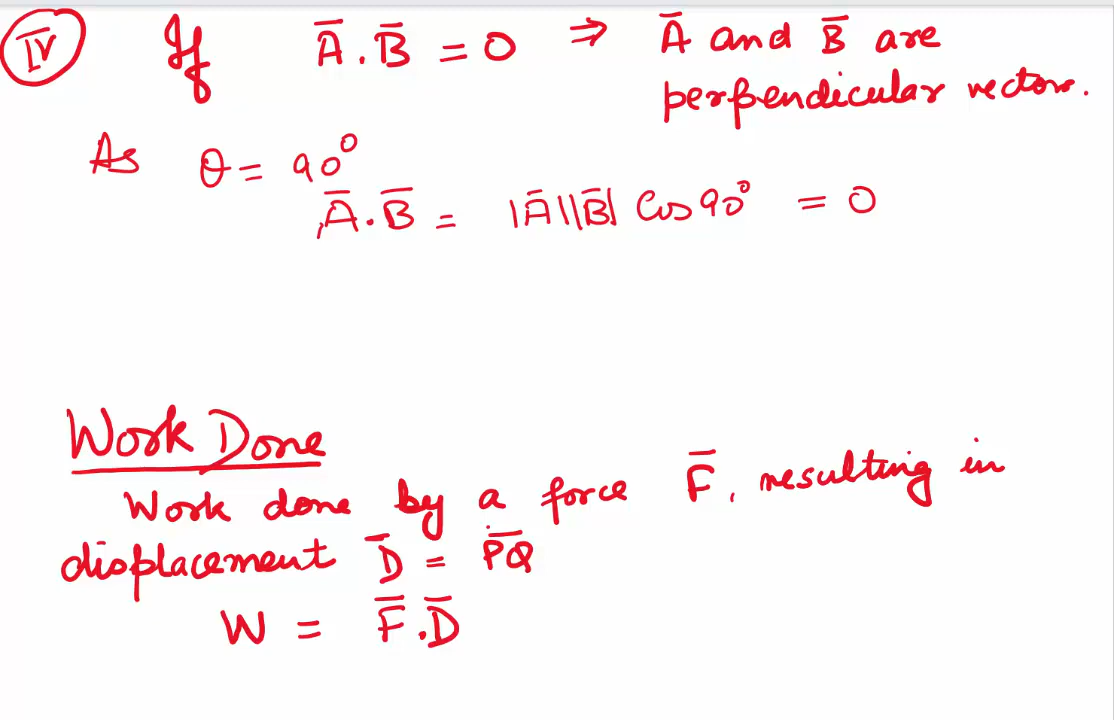 IV If A̅.B̅ = 0 ⇒ A̅ and B̅ are
perpendicular vectors.
As θ = 90°
A̅.B̅ = |A̅||B̅| Cos 90° = 0
Work Done
Work done by a force F̅, resulting in
displacement D̅ = P̅Q̅
W = F̅.D̅